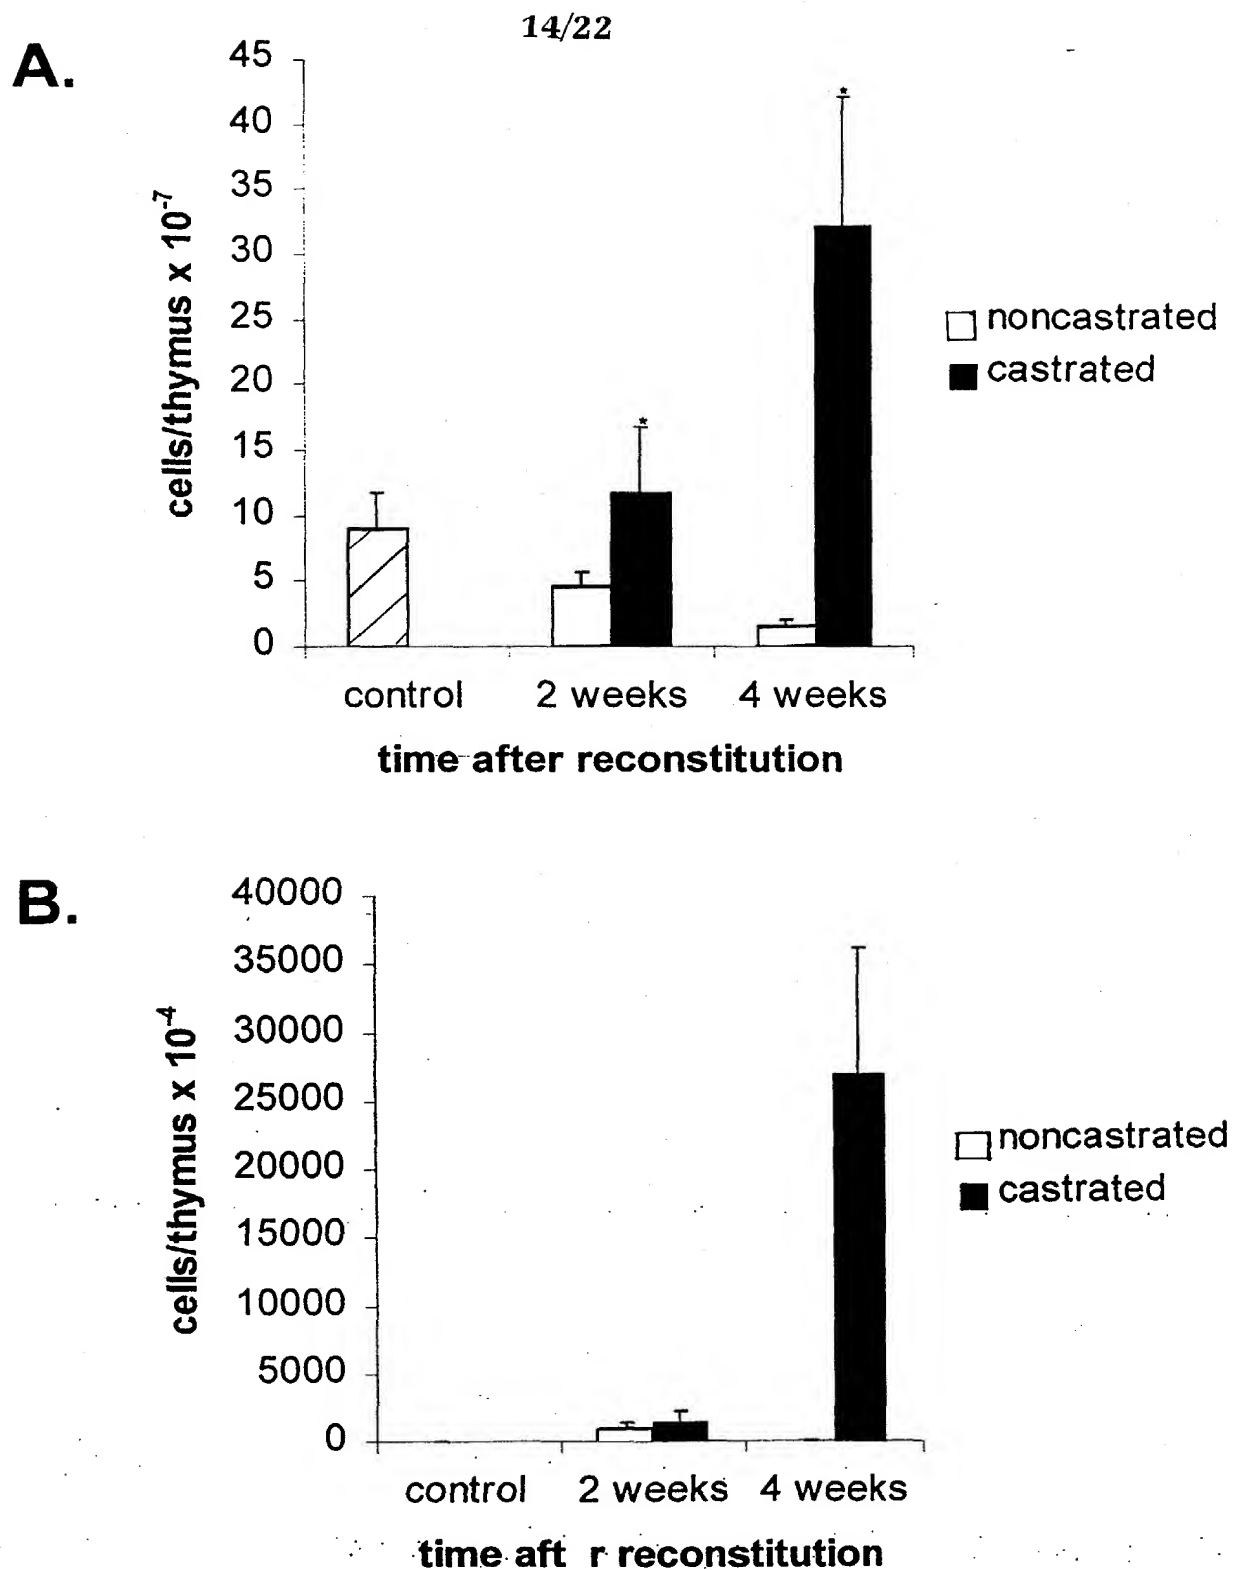 14/22
A.
45
40
35
30
25
20
15
10
5
0
cells/thymus x 10-7
control 2 weeks 4 weeks
time after reconstitution
noncastrated
castrated
*
*
B.
40000
35000
30000
25000
20000
15000
10000
5000
0
cells/thymus x 10-4
control 2 weeks 4 weeks
time aft r reconstitution
noncastrated
castrated